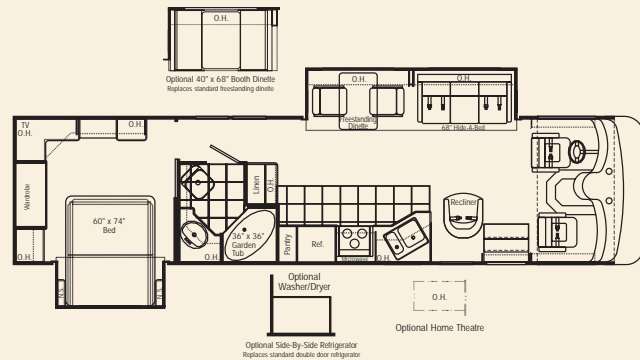 O.H.
Optional 40" x 68" Booth Dinette
Replaces standard freestanding dinette
O.H.
O.H.
Freestanding
Dinette
68" Hide-A-Bed
TV
O.H.
O.H.
Wardrobe
O.H.
60" x 74"
Bed
N.S.
N.S.
Linen
O.H.
36" x 36"
Garden
Tub
O.H.
Pantry
Ref.
Microwave
O.H.
Recliner
Optional
Washer/Dryer
O.H.
Optional Home Theatre
Optional Side-By-Side Refrigerator
Replaces standard double door refrigerator